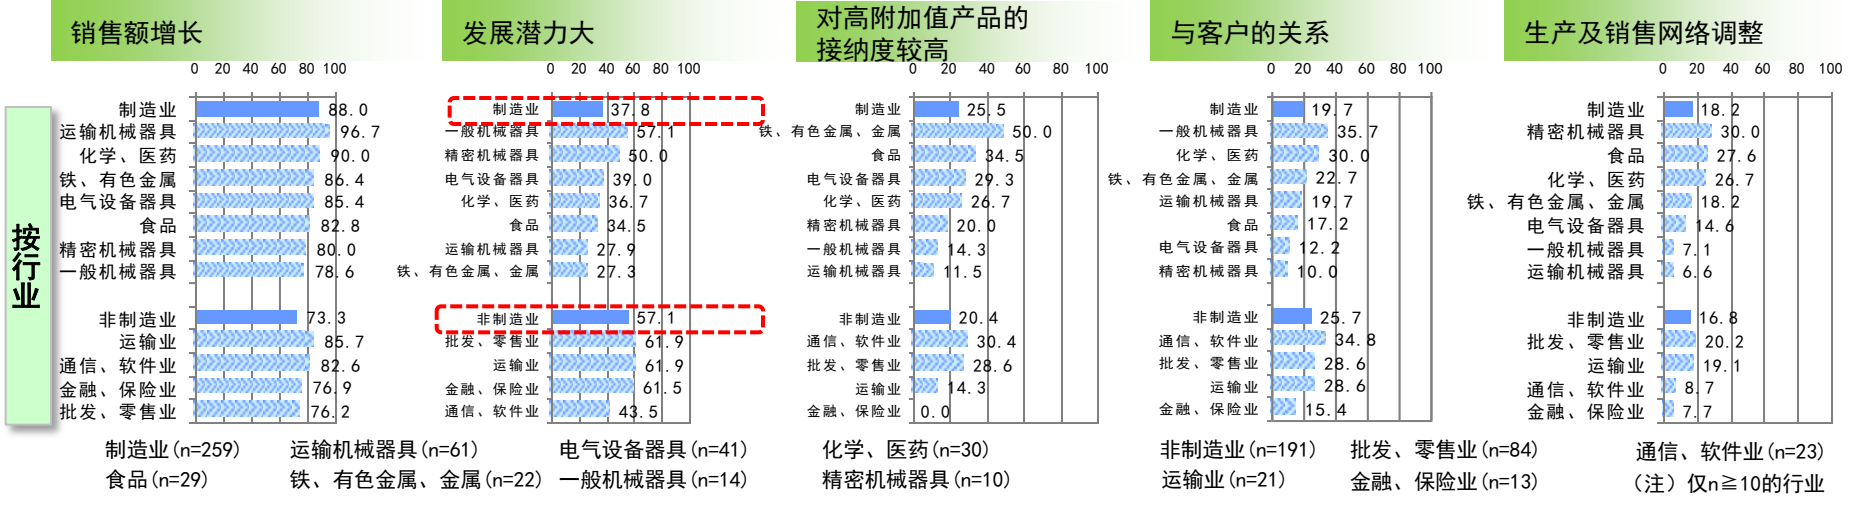 销售额增长
0 20 40 60 80 100
制造业 88.0
运输机械器具 96.7
化学、医药 90.0
铁、有色金属 86.4
电气设备器具 85.4
食品 82.8
精密机械器具 80.0
一般机械器具 78.6
非制造业 73.3
运输业 85.7
通信、软件业 82.6
金融、保险业 76.9
批发、零售业 76.2
发展潜力大
0 20 40 60 80 100
制造业 37.8
一般机械器具 57.1
精密机械器具 50.0
电气设备器具 39.0
化学、医药 36.7
食品 34.5
运输机械器具 27.9
铁、有色金属、金属 27.3
非制造业 57.1
批发、零售业 61.9
运输业 61.9
金融、保险业 61.5
通信、软件业 43.5
对高附加值产品的
接纳度较高
0 20 40 60 80 100
制造业 25.5
铁、有色金属、金属 50.0
食品 34.5
电气设备器具 29.3
化学、医药 26.7
精密机械器具 20.0
一般机械器具 14.3
运输机械器具 11.5
非制造业 20.4
通信、软件业 30.4
批发、零售业 28.6
运输业 14.3
金融、保险业 0.0
与客户的关系
0 20 40 60 80 100
制造业 19.7
一般机械器具 35.7
化学、医药 30.0
铁、有色金属、金属 22.7
运输机械器具 19.7
食品 17.2
电气设备器具 12.2
精密机械器具 10.0
非制造业 25.7
通信、软件业 34.8
批发、零售业 28.6
运输业 28.6
金融、保险业 15.4
生产及销售网络调整
0 20 40 60 80 100
制造业 18.2
精密机械器具 30.0
食品 27.6
化学、医药 26.7
铁、有色金属、金属 18.2
电气设备器具 14.6
一般机械器具 7.1
运输机械器具 6.6
非制造业 16.8
批发、零售业 20.2
运输业 19.1
通信、软件业 8.7
金融、保险业 7.7
按行业
制造业(n=259) 运输机械器具(n=61) 电气设备器具(n=41) 化学、医药(n=30) 非制造业(n=191) 批发、零售业(n=84) 通信、软件业(n=23)
食品(n=29) 铁、有色金属、金属(n=22) 一般机械器具(n=14) 精密机械器具(n=10) 运输业(n=21) 金融、保险业(n=13) （注）仅n≧10的行业